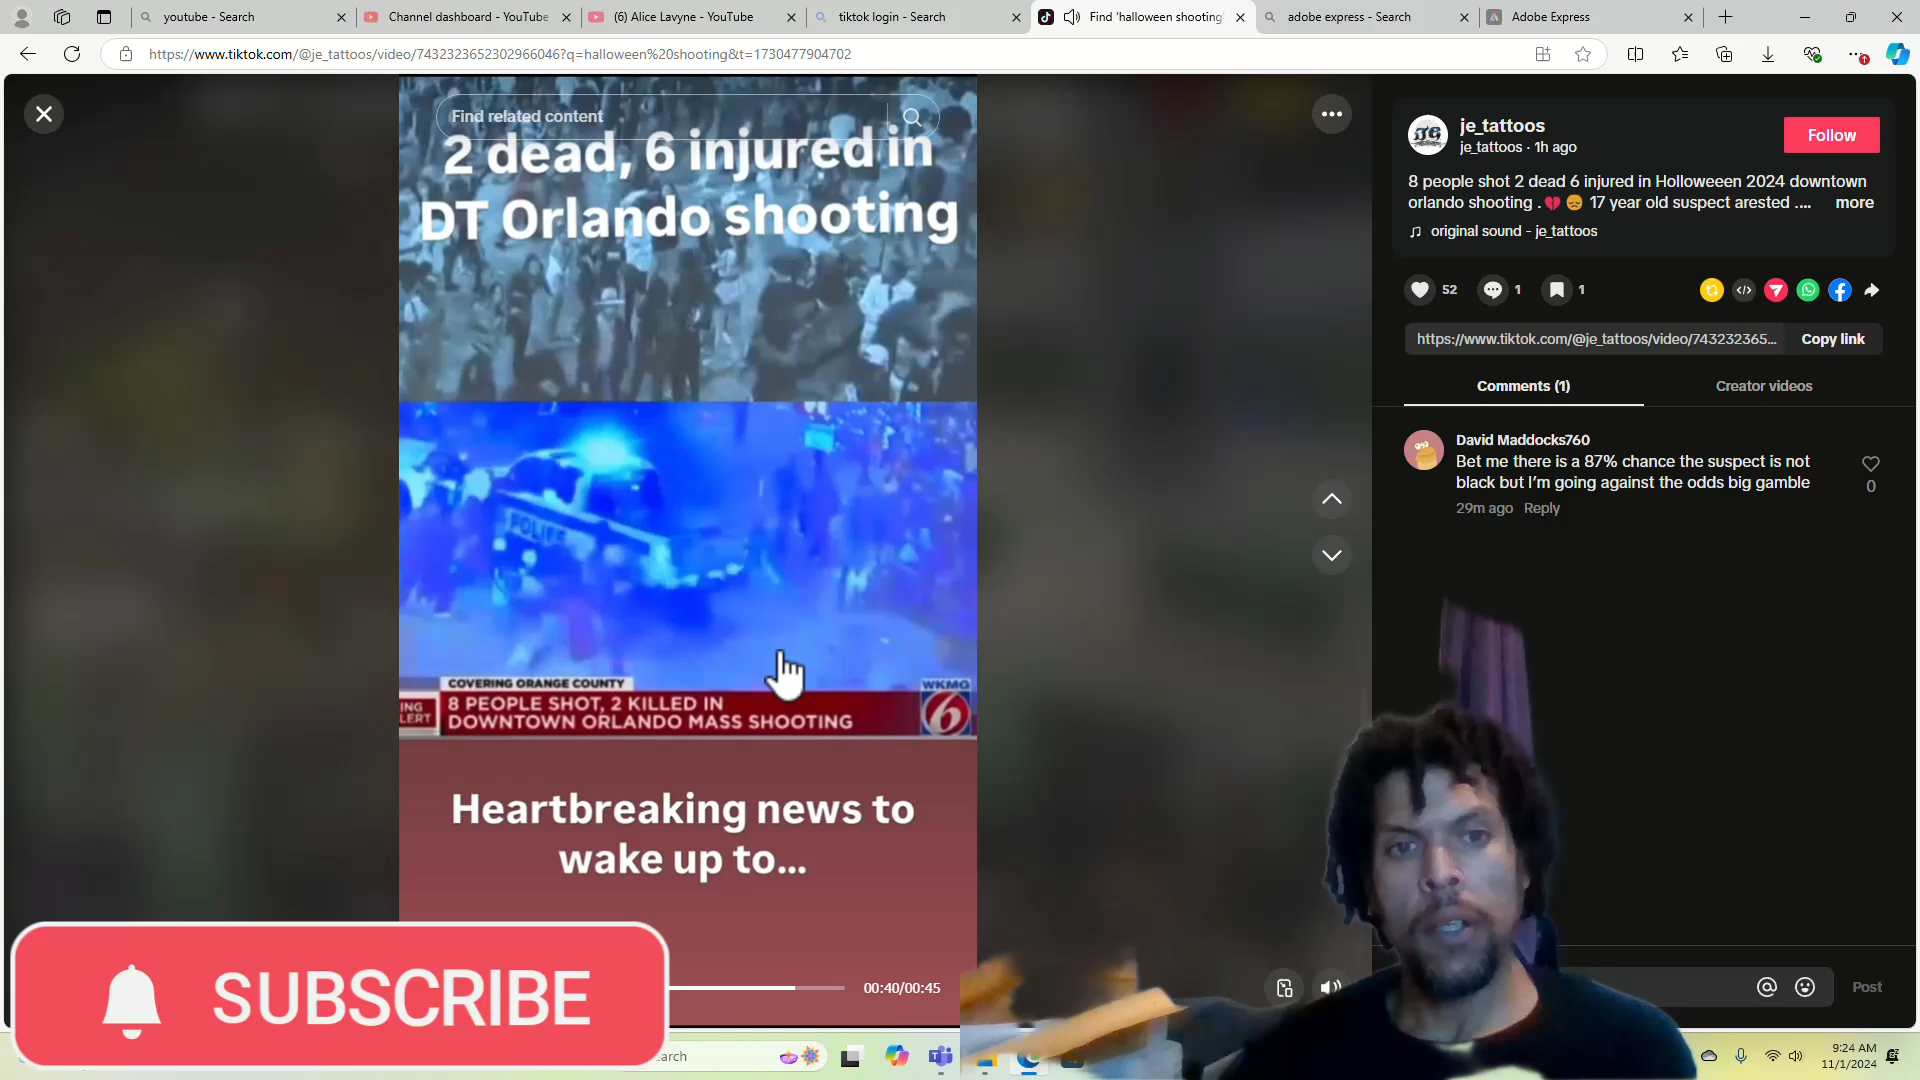 youtube - Search
Channel dashboard - YouTube
(6) Alice Lavyne - YouTube
tiktok login - Search
Find 'halloween shooting'
adobe express - Search
Adobe Express
https://www.tiktok.com/@je_tattoos/video/7432323652302966046?q=halloween%20shooting&t=1730477904702
Find related content
2 dead, 6 injured in
DT Orlando shooting
POLICE
COVERING ORANGE COUNTY
8 PEOPLE SHOT, 2 KILLED IN
DOWNTOWN ORLANDO MASS SHOOTING
ING
LERT
WKMG
6
Heartbreaking news to
wake up to...
00:40/00:45
SUBSCRIBE
je_tattoos
je_tattoos · 1h ago
Follow
8 people shot 2 dead 6 injured in Holloweeen 2024 downtown
orlando shooting .💔 😞 17 year old suspect arested .... more
original sound - je_tattoos
52
1
1
https://www.tiktok.com/@je_tattoos/video/743232365...
Copy link
Comments (1)
Creator videos
David Maddocks760
Bet me there is a 87% chance the suspect is not
black but I'm going against the odds big gamble
0
29m ago Reply
Post
earch
9:24 AM
11/1/2024